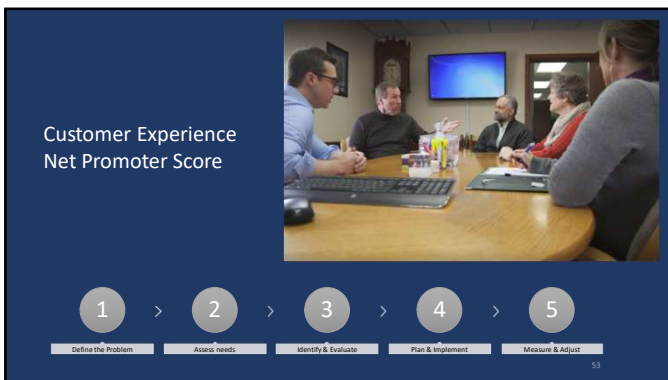 Customer Experience
Net Promoter Score
1 > 2 > 3 > 4 > 5
Define the Problem Assess needs Identify & Evaluate Plan & Implement Measure & Adjust
53